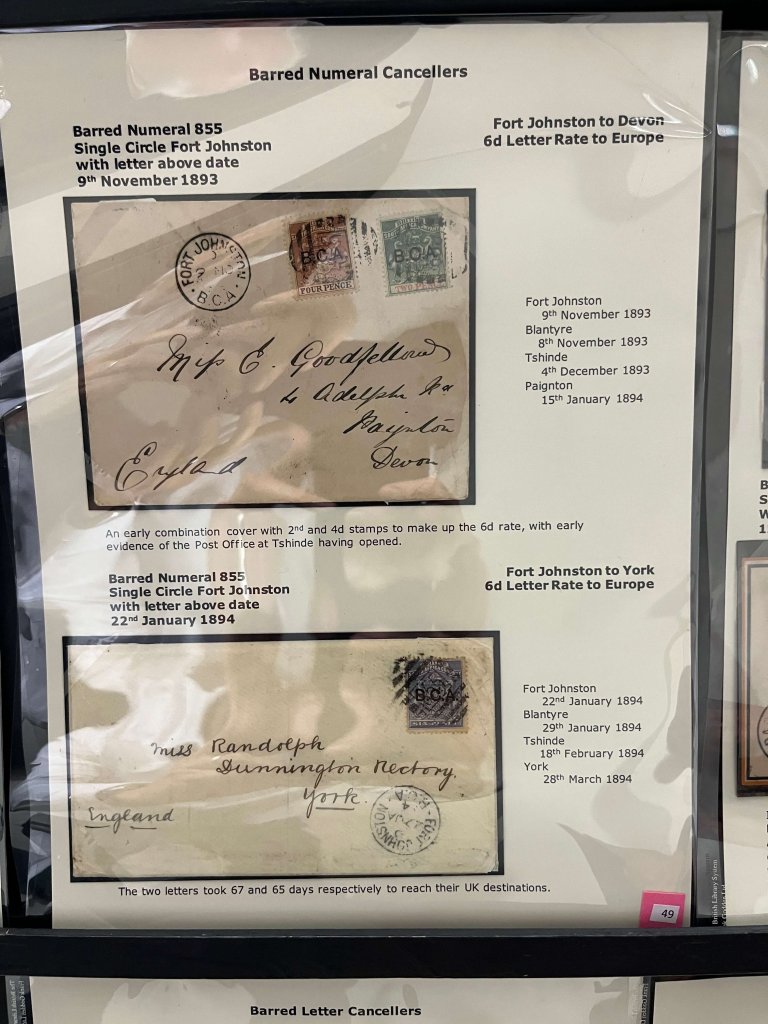 Barred Numeral Cancellers
Barred Numeral 855
Single Circle Fort Johnston
with letter above date
9th November 1893
Fort Johnston to Devon
6d Letter Rate to Europe
FORT JOHNSTON
B.C.A.
B.C.A.
FOUR PENCE
B.C.A.
TWO PENCE
Miss E. Goodfellow
4 Adelphi Rd
Paignton
Devon
England
Fort Johnston
9th November 1893
Blantyre
8th November 1893
Tshinde
4th December 1893
Paignton
15th January 1894
An early combination cover with 2nd and 4d stamps to make up the 6d rate, with early
evidence of the Post Office at Tshinde having opened.
Barred Numeral 855
Single Circle Fort Johnston
with letter above date
22nd January 1894
Fort Johnston to York
6d Letter Rate to Europe
B.C.A.
Miss Randolph
Dunnington Rectory,
York.
England
FORT JOHNSTON
B.C.A.
Fort Johnston
22nd January 1894
Blantyre
29th January 1894
Tshinde
18th February 1894
York
28th March 1894
The two letters took 67 and 65 days respectively to reach their UK destinations.
49
British Library System
Barred Letter Cancellers